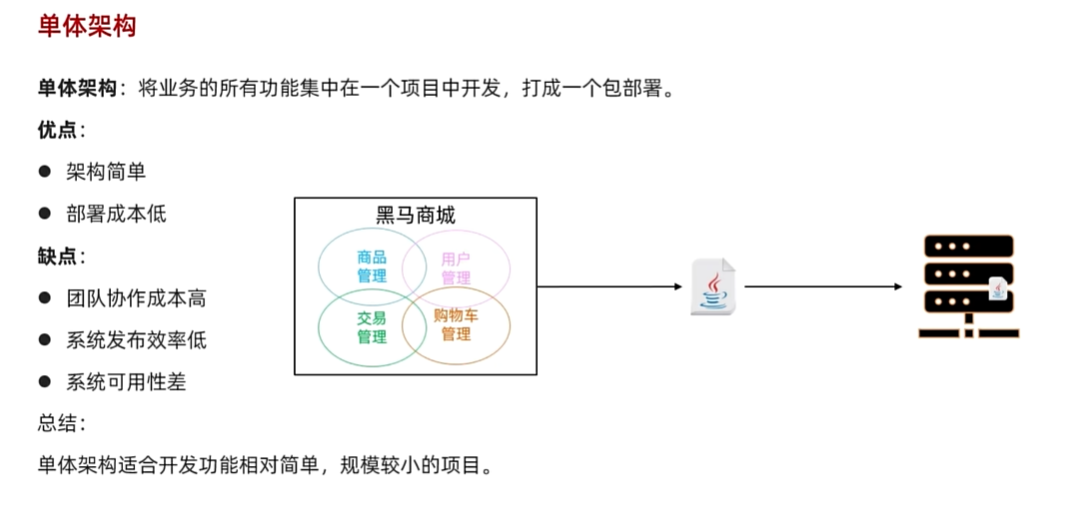 单体架构
单体架构：将业务的所有功能集中在一个项目中开发，打成一个包部署。
优点：
● 架构简单
● 部署成本低
缺点：
● 团队协作成本高
● 系统发布效率低
● 系统可用性差
总结：
单体架构适合开发功能相对简单，规模较小的项目。
黑马商城
商品
管理
用户
管理
交易
管理
购物车
管理